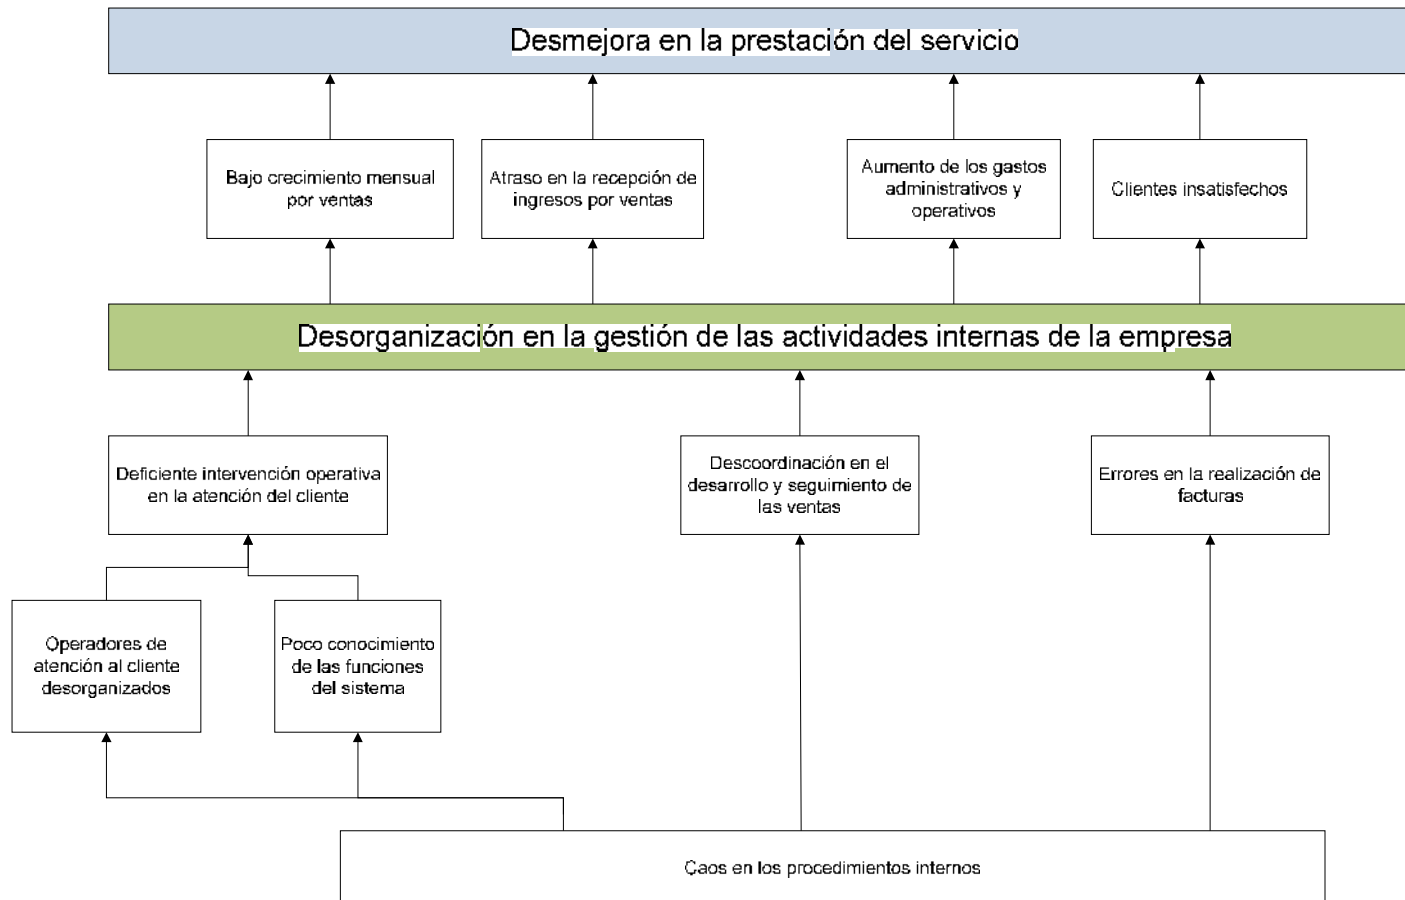 Desmejora en la prestación del servicio
Bajo crecimiento mensual
por ventas
Atraso en la recepción de
ingresos por ventas
Aumento de los gastos
administrativos y
operativos
Clientes insatisfechos
Desorganización en la gestión de las actividades internas de la empresa
Deficiente intervención operativa
en la atención del cliente
Descoordinación en el
desarrollo y seguimiento de
las ventas
Errores en la realización de
facturas
Operadores de
atención al cliente
desorganizados
Poco conocimiento
de las funciones
del sistema
Caos en los procedimientos internos